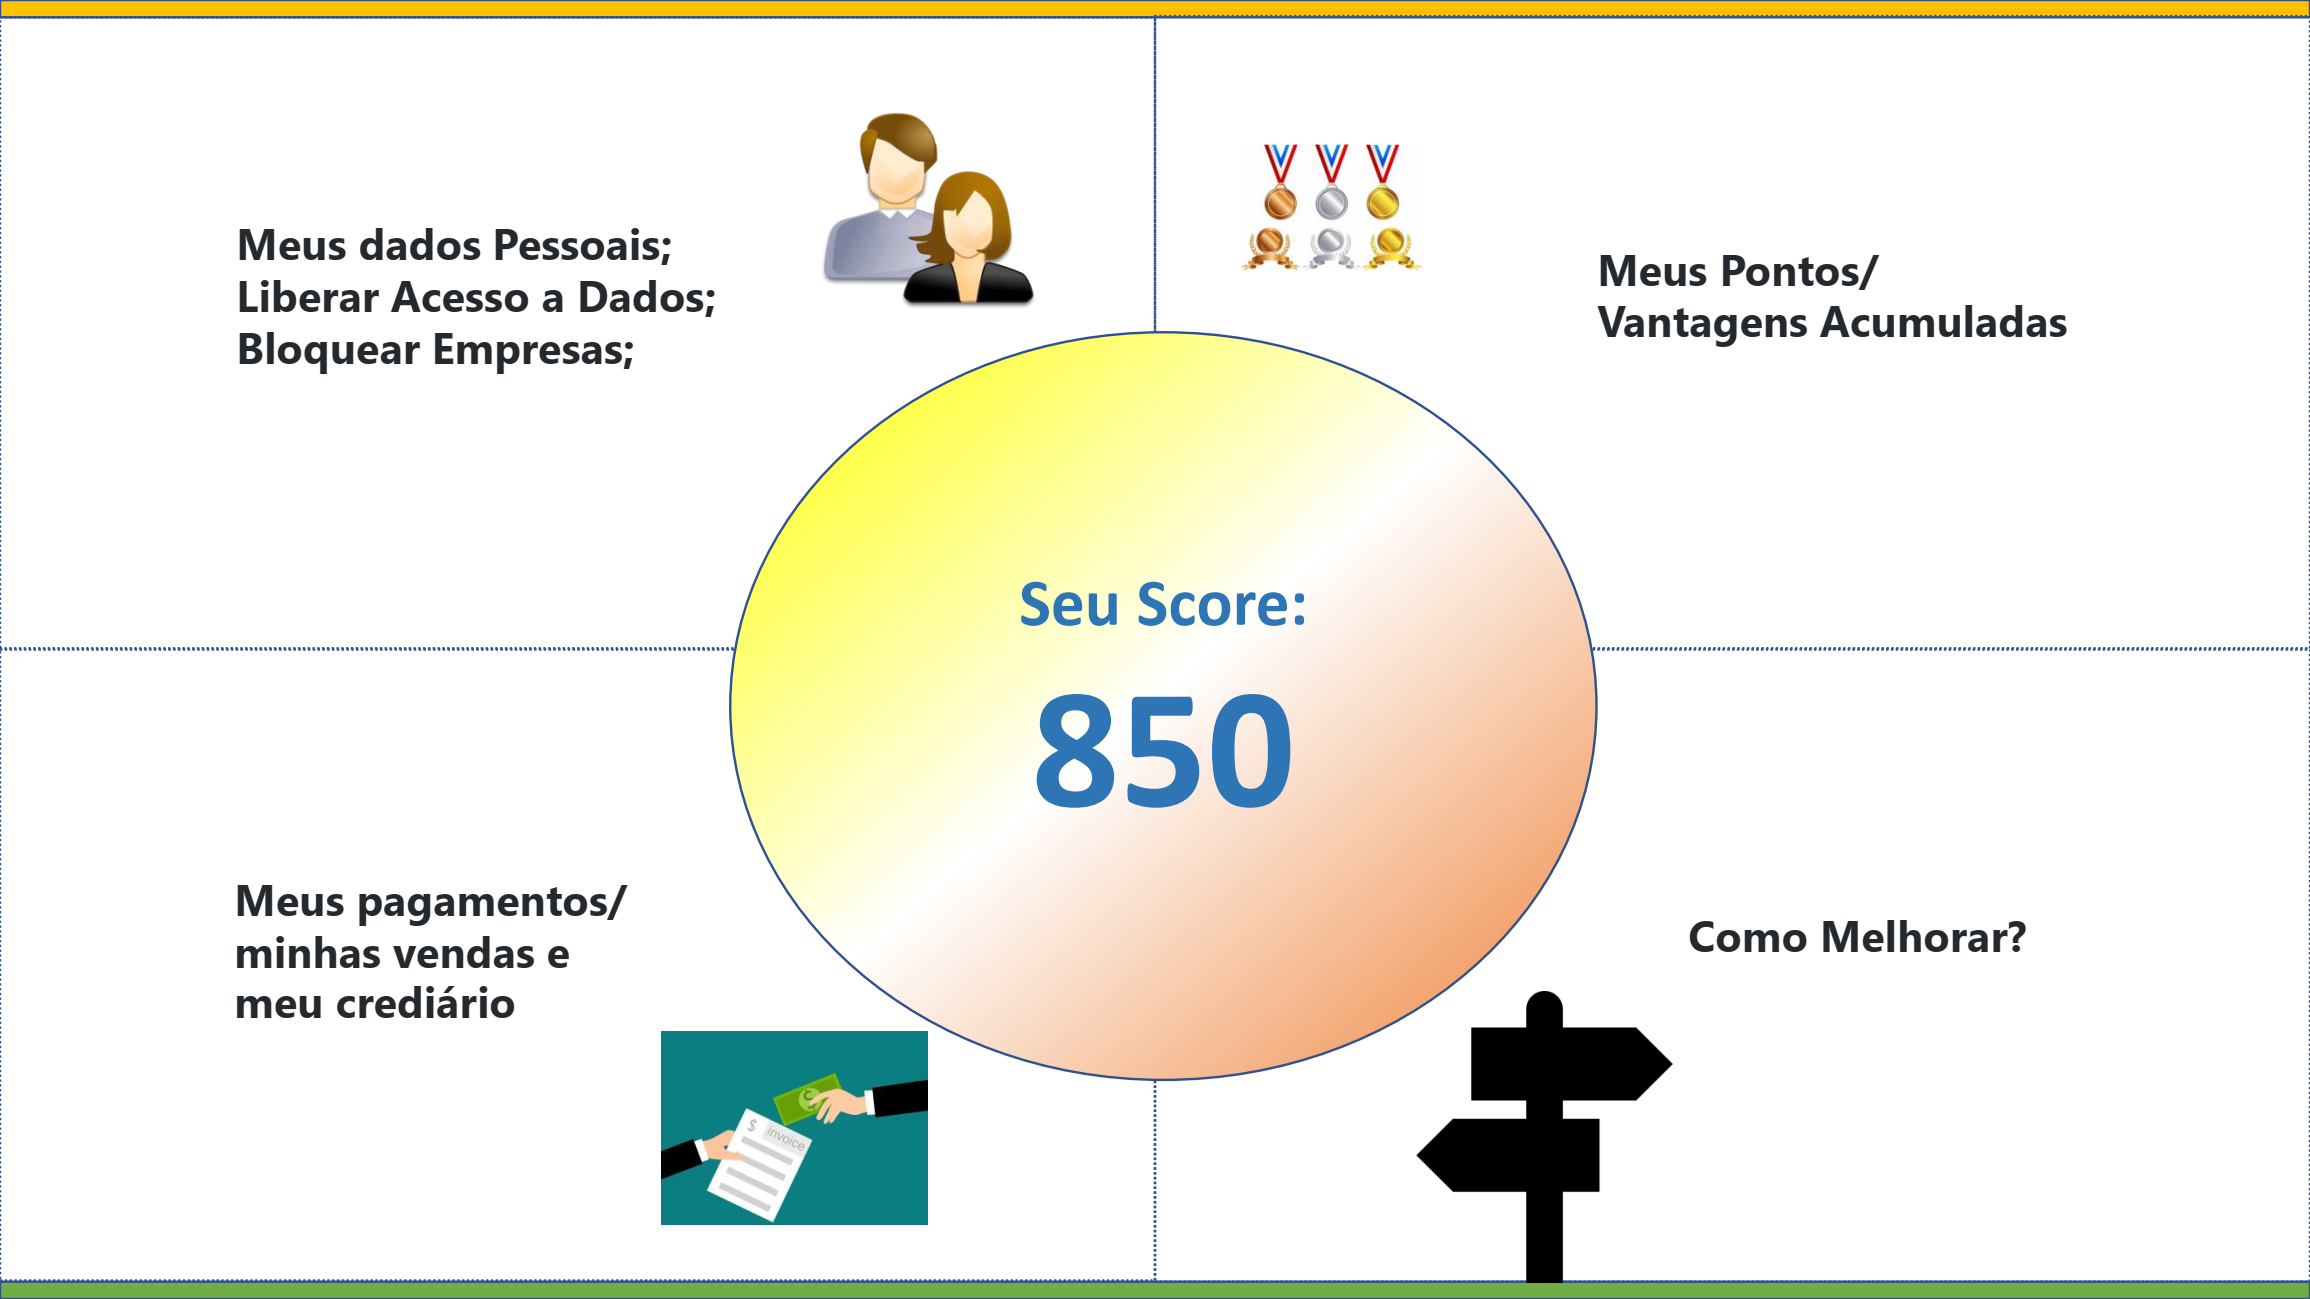 Meus dados Pessoais;
Liberar Acesso a Dados;
Bloquear Empresas;
Meus Pontos/
Vantagens Acumuladas
Seu Score:
850
Meus pagamentos/
minhas vendas e
meu crediário
$ invoice
Como Melhorar?